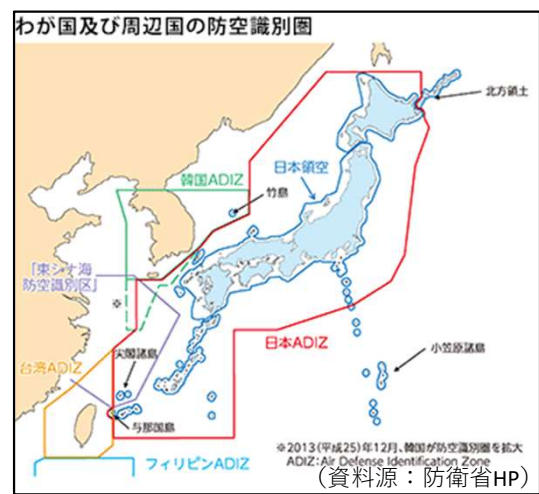 わが国及び周辺国の防空識別圏
北方領土
日本領空
韓国ADIZ
竹島
「東シナ海
防空識別区」
※
尖閣諸島
日本ADIZ
小笠原諸島
台湾ADIZ
与那国島
※2013(平成25)年12月、韓国が防空識別圏を拡大
ADIZ:Air Defense Identification Zone
フィリピンADIZ
(資料源:防衛省HP)